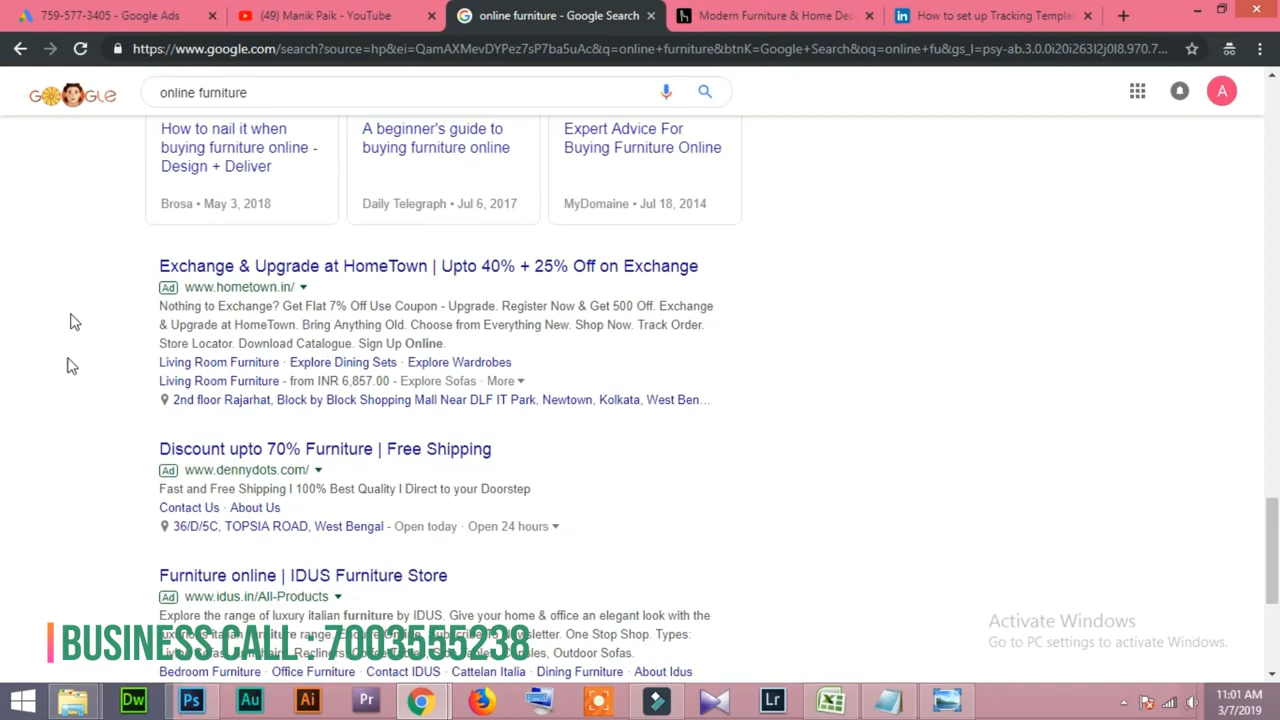 759-577-3405 - Google Ads
(49) Manik Paik - YouTube
online furniture - Google Search
Modern Furniture & Home Dec
How to set up Tracking Templa
https://www.google.com/search?source=hp&ei=QamAXMevDYPez7sP7ba5uAc&q=online+furniture&btnK=Google+Search&oq=online+fu&gs_l=psy-ab.3.0.0i20i263l2j0l8.970.7...
online furniture
A
How to nail it when
buying furniture online -
Design + Deliver
Brosa • May 3, 2018
A beginner's guide to
buying furniture online
Daily Telegraph • Jul 6, 2017
Expert Advice For
Buying Furniture Online
MyDomaine • Jul 18, 2014
Exchange & Upgrade at HomeTown | Upto 40% + 25% Off on Exchange
Ad www.hometown.in/
Nothing to Exchange? Get Flat 7% Off Use Coupon - Upgrade. Register Now & Get 500 Off. Exchange
& Upgrade at HomeTown. Bring Anything Old. Choose from Everything New. Shop Now. Track Order.
Store Locator. Download Catalogue. Sign Up Online.
Living Room Furniture · Explore Dining Sets · Explore Wardrobes
Living Room Furniture - from INR 6,857.00 - Explore Sofas · More
2nd floor Rajarhat, Block by Block Shopping Mall Near DLF IT Park, Newtown, Kolkata, West Ben...
Discount upto 70% Furniture | Free Shipping
Ad www.dennydots.com/
Fast and Free Shipping I 100% Best Quality I Direct to your Doorstep
Contact Us · About Us
36/D/5C, TOPSIA ROAD, West Bengal - Open today · Open 24 hours
Furniture online | IDUS Furniture Store
Ad www.idus.in/All-Products
Explore the range of luxury italian furniture by IDUS. Give your home & office an elegant look with the
letter. One Stop Shop. Types:
Outdoor Sofas.
BUSINESS CALL : 7003535238
Bedroom Furniture · Office Furniture · Contact IDUS · Cattelan Italia · Dining Furniture · About Idus
Activate Windows
Go to PC settings to activate Windows.
Dw
Ps
Au
Ai
Pr
Lr
11:01 AM
3/7/2019